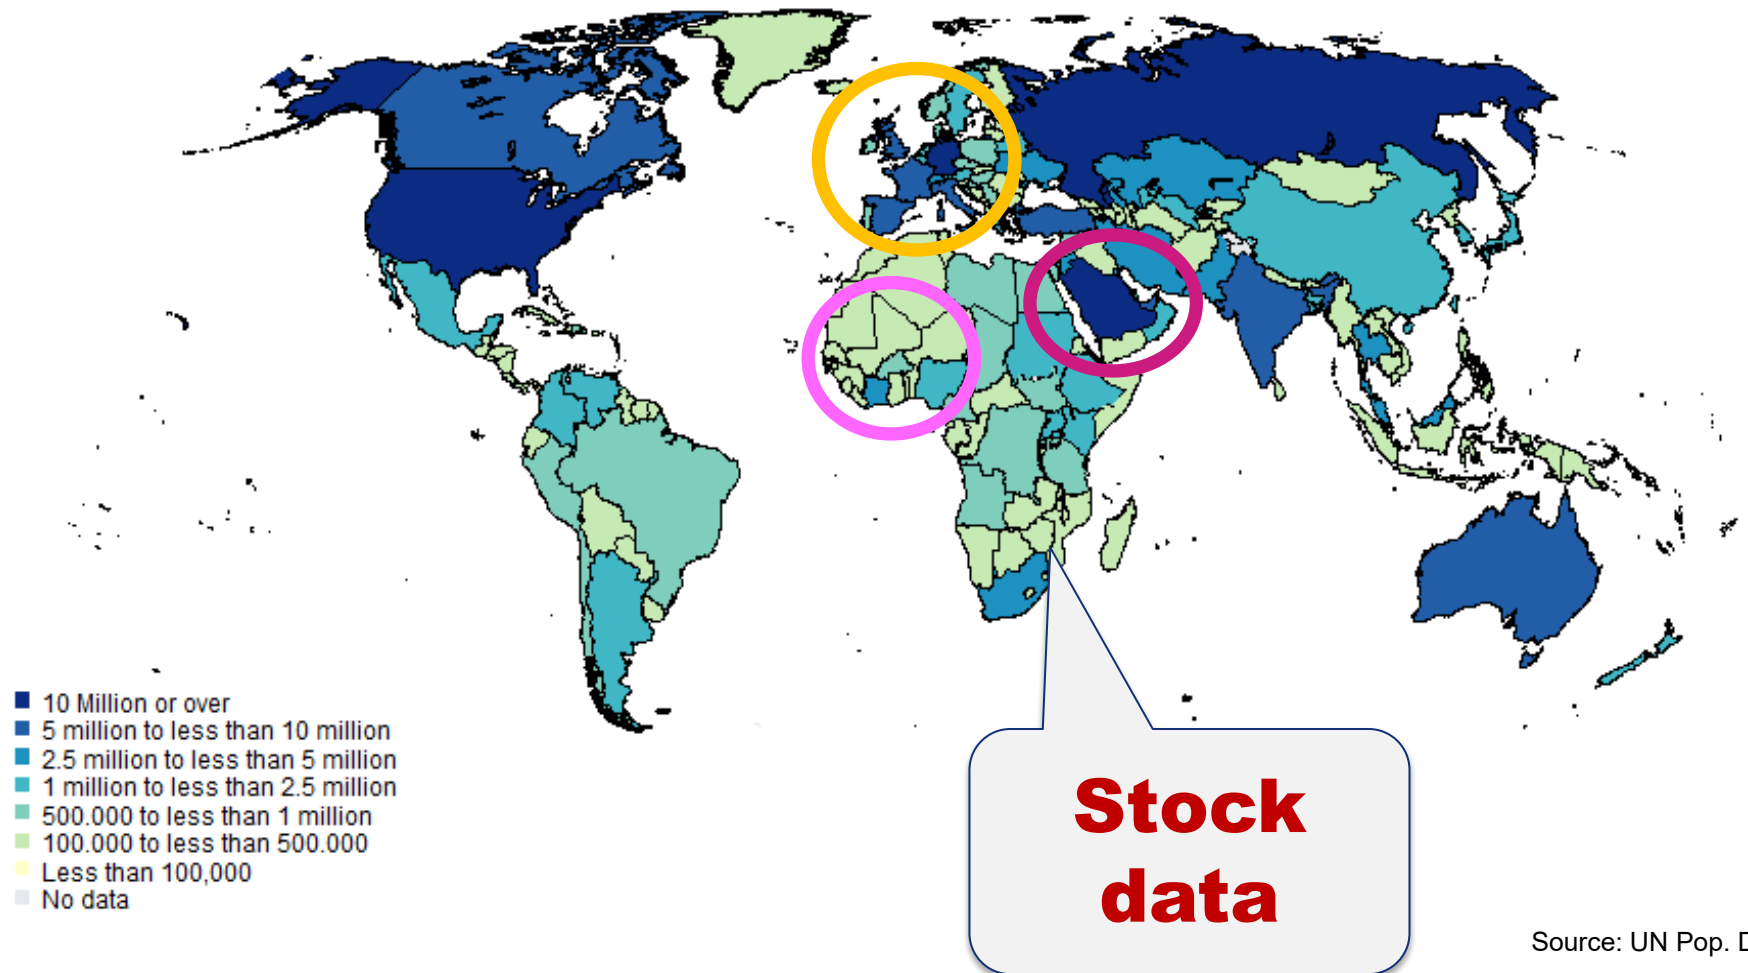 10 Million or over
5 million to less than 10 million
2.5 million to less than 5 million
1 million to less than 2.5 million
500.000 to less than 1 million
100.000 to less than 500.000
Less than 100,000
No data
Stock
data
Source: UN Pop. D